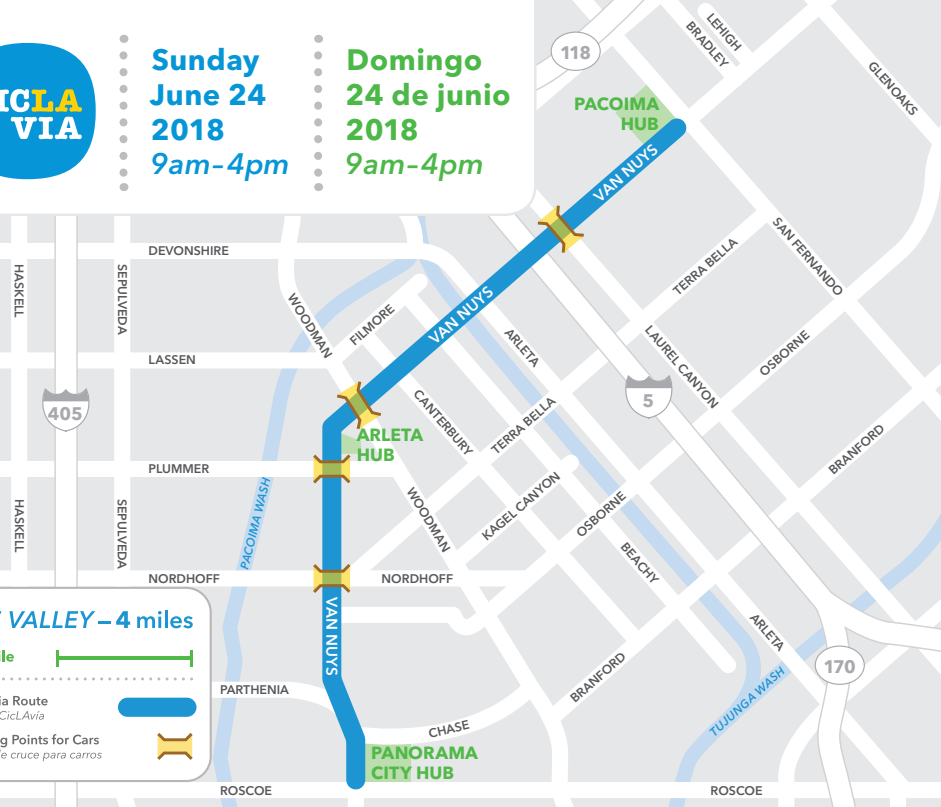 ICLA
VIA
Sunday
June 24
2018
9am–4pm
Domingo
24 de junio
2018
9am–4pm
118
LEHIGH
BRADLEY
GLENOAKS
PACOIMA
HUB
VAN NUYS
SAN FERNANDO
TERRA BELLA
DEVONSHIRE
HASKELL
SEPULVEDA
WOODMAN
FILMORE
VAN NUYS
ARLETA
LAUREL CANYON
OSBORNE
LASSEN
405
5
CANTERBURY
TERRA BELLA
ARLETA
HUB
BRANFORD
PLUMMER
HASKELL
SEPULVEDA
PACOIMA WASH
WOODMAN
KAGEL CANYON
OSBORNE
BEACHY
NORDHOFF
NORDHOFF
VALLEY – 4 miles
VAN NUYS
ARLETA
170
BRANFORD
PARTHENIA
TUJUNGA WASH
CHASE
PANORAMA
CITY HUB
ROSCOE
ROSCOE
ia Route
CicLAvia
g Points for Cars
de cruce para carros